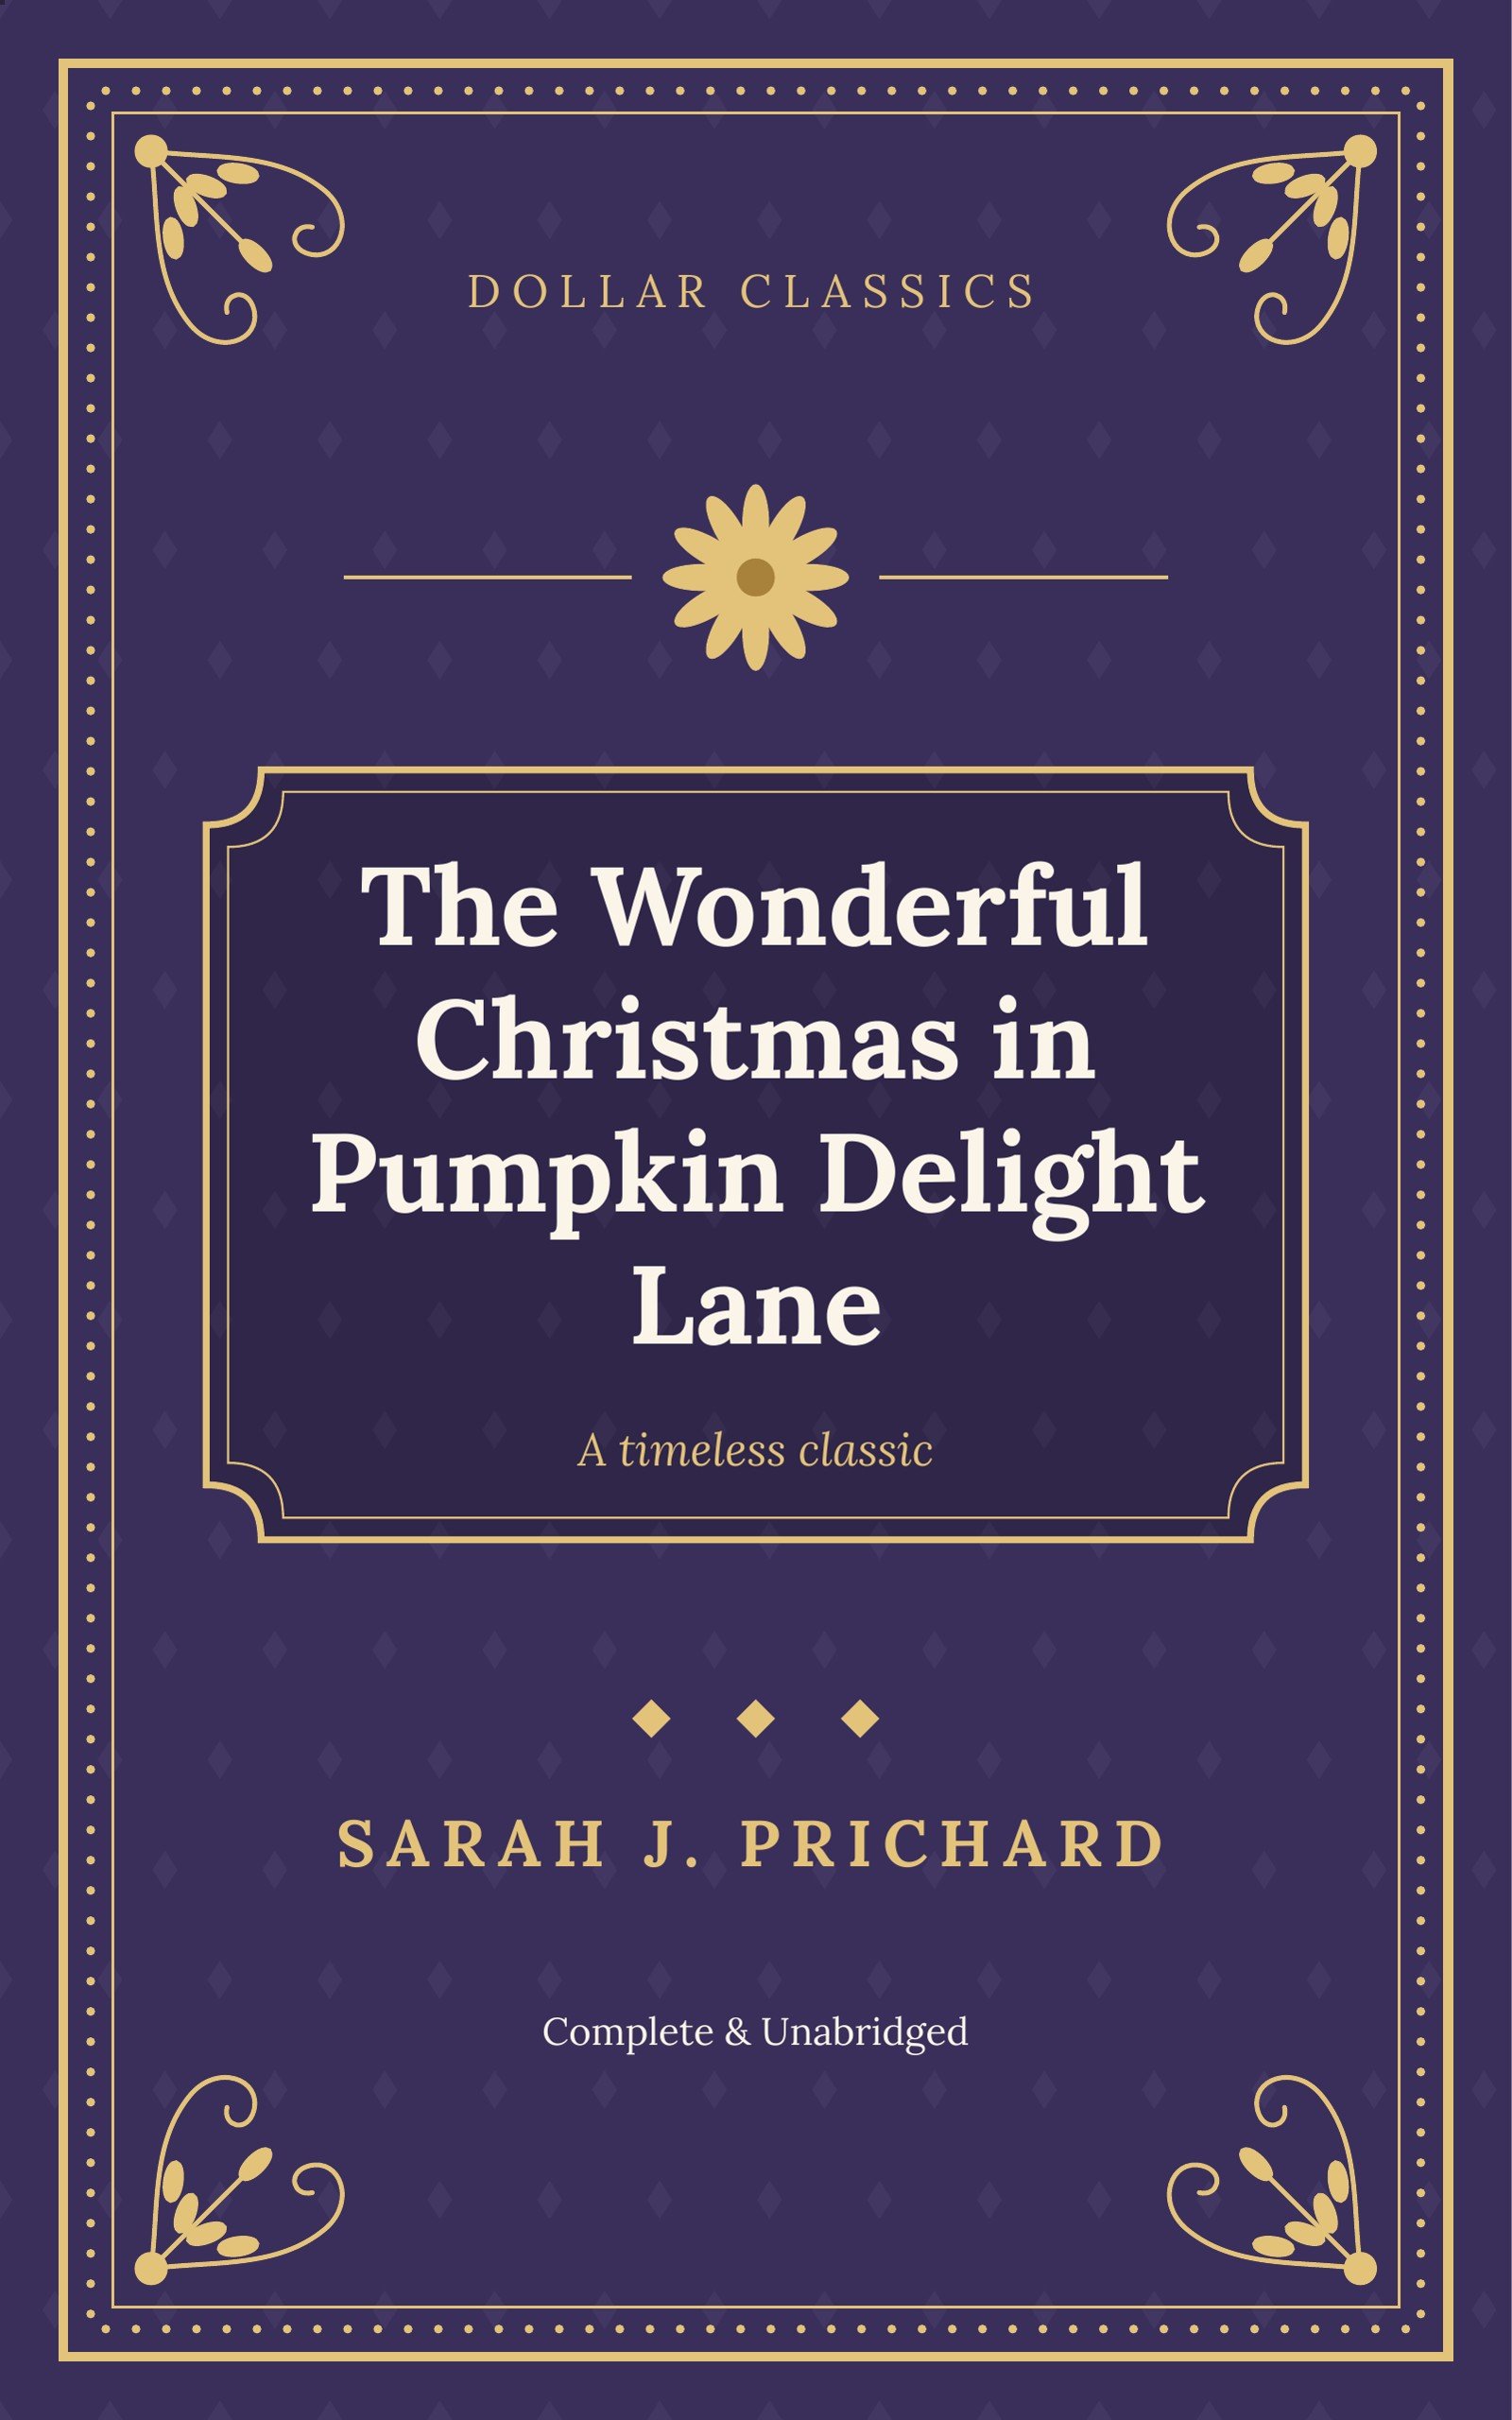 DOLLAR CLASSICS
The Wonderful
Christmas in
Pumpkin Delight
Lane
A timeless classic
SARAH J. PRICHARD
Complete & Unabridged